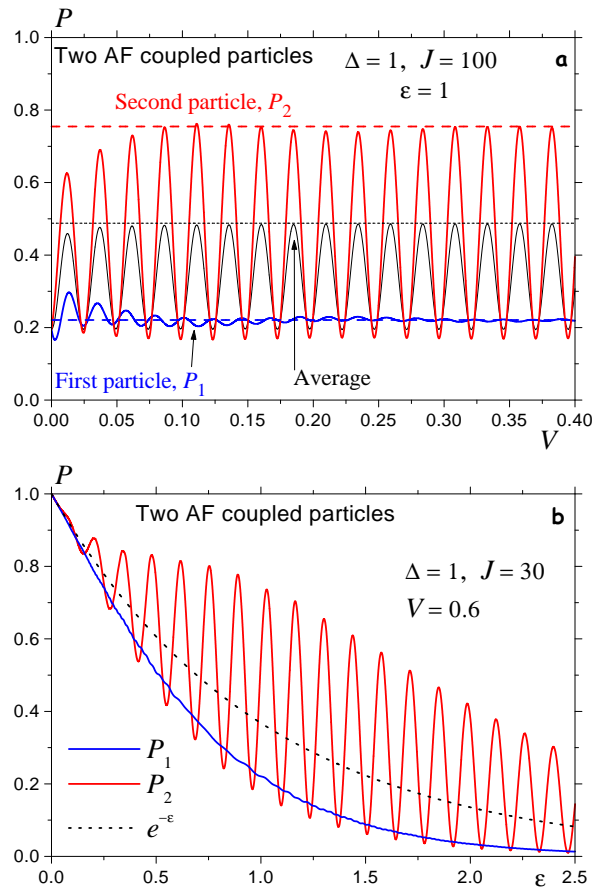 P
1.0
Two AF coupled particles
Δ = 1, J = 100
a
ε = 1
Second particle, P₂
0.8
0.6
0.4
0.2
First particle, P₁
Average
0.0
0.00 0.05 0.10 0.15 0.20 0.25 0.30 0.35 0.40
V
P
1.0
Two AF coupled particles
b
Δ = 1, J = 30
V = 0.6
0.8
0.6
0.4
P₁
0.2
P₂
e^{-ε}
0.0
0.0 0.5 1.0 1.5 2.0 ε 2.5